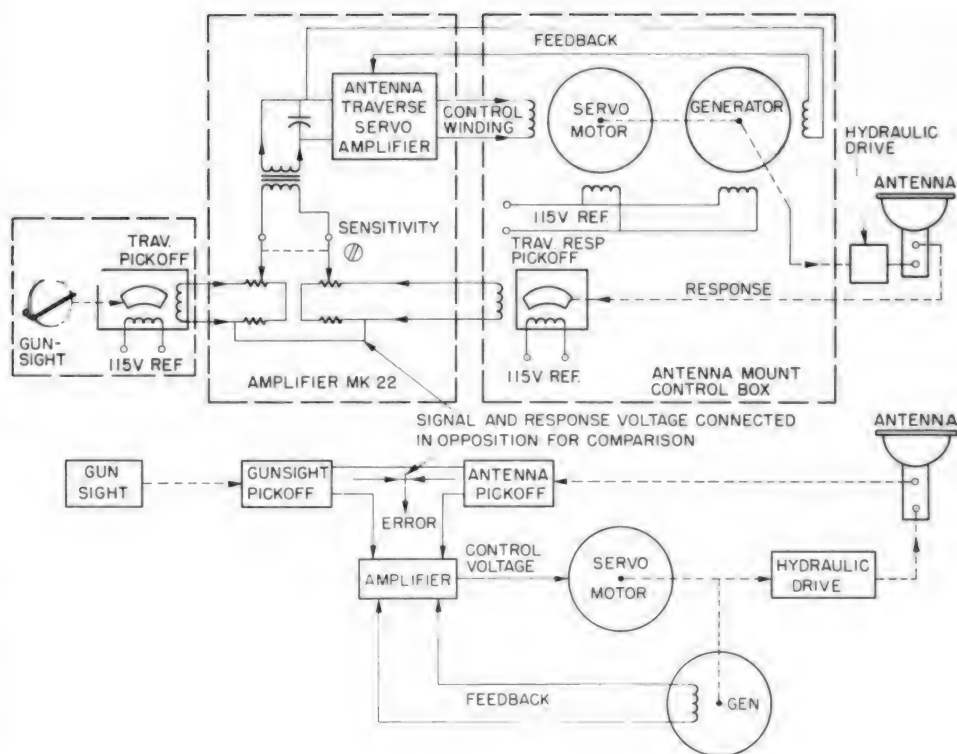 FEEDBACK
ANTENNA
TRAVERSE
SERVO
AMPLIFIER
CONTROL
WINDING
SERVO
MOTOR
GENERATOR
HYDRAULIC
DRIVE
ANTENNA
SENSITIVITY
115V REF
TRAV. RESP
PICKOFF
TRAV.
PICKOFF
RESPONSE
GUN-
SIGHT
115V REF
AMPLIFIER MK 22
115V REF.
ANTENNA MOUNT
CONTROL BOX
SIGNAL AND RESPONSE VOLTAGE CONNECTED
IN OPPOSITION FOR COMPARISON
ANTENNA
GUN
SIGHT
GUNSIGHT
PICKOFF
ANTENNA
PICKOFF
ERROR
AMPLIFIER
CONTROL
VOLTAGE
SERVO
MOTOR
HYDRAULIC
DRIVE
FEEDBACK
GEN